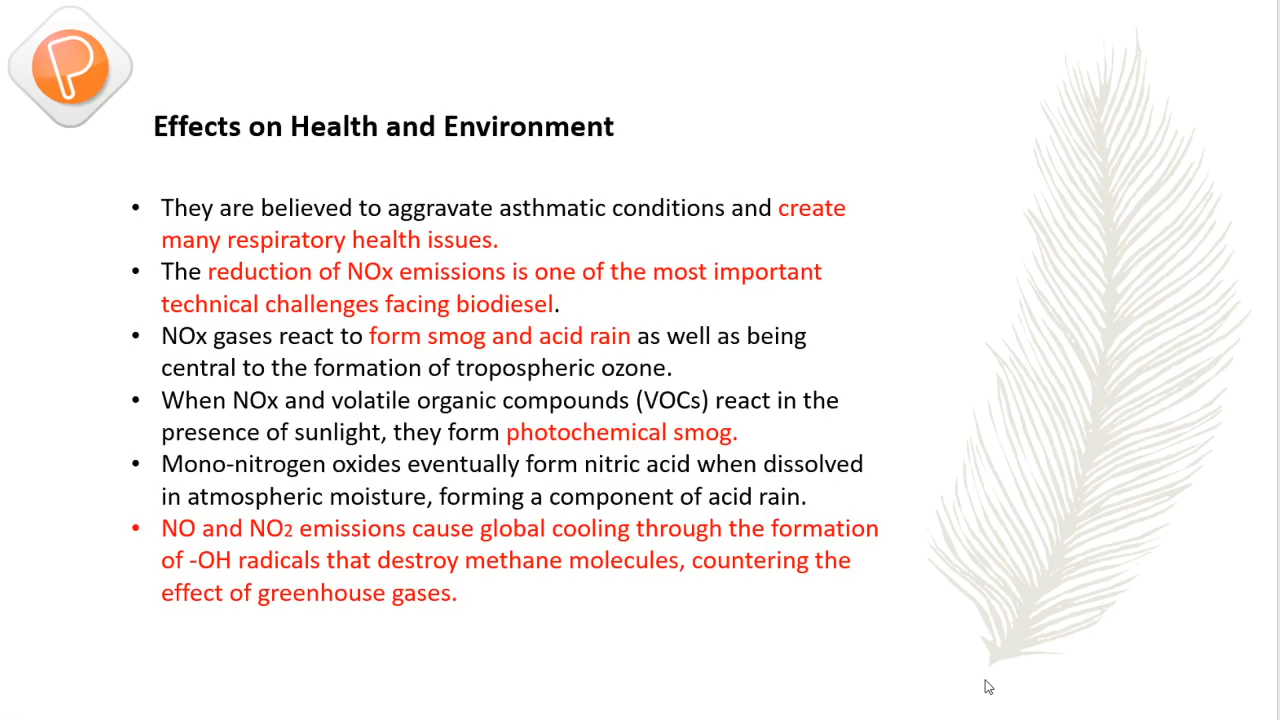 Effects on Health and Environment
• They are believed to aggravate asthmatic conditions and create
many respiratory health issues.
• The reduction of NOx emissions is one of the most important
technical challenges facing biodiesel.
• NOx gases react to form smog and acid rain as well as being
central to the formation of tropospheric ozone.
• When NOx and volatile organic compounds (VOCs) react in the
presence of sunlight, they form photochemical smog.
• Mono-nitrogen oxides eventually form nitric acid when dissolved
in atmospheric moisture, forming a component of acid rain.
• NO and NO2 emissions cause global cooling through the formation
of -OH radicals that destroy methane molecules, countering the
effect of greenhouse gases.